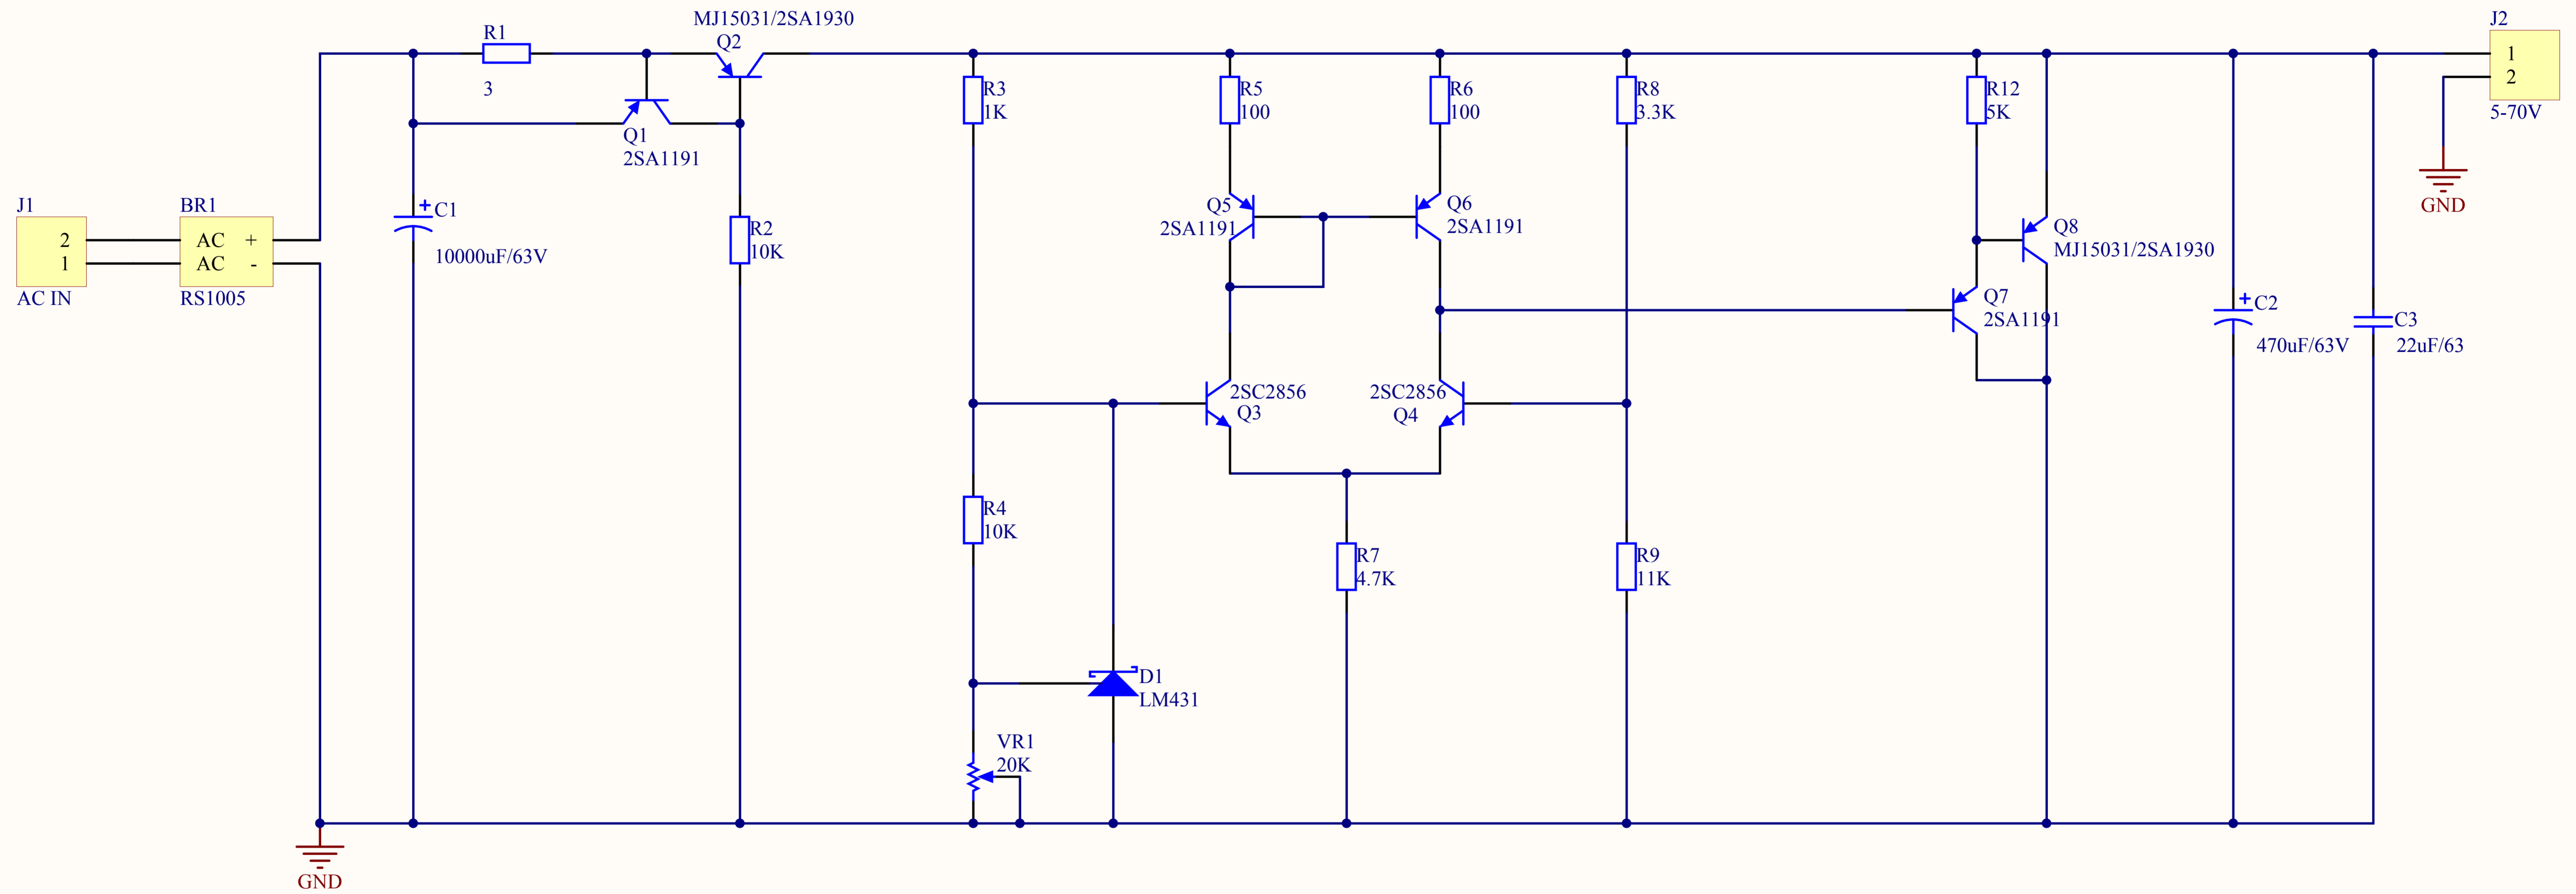 MJ15031/2SA1930
Q2
R1
3
Q1
2SA1191
J1
2
1
AC IN
BR1
AC +
AC -
RS1005
C1
10000uF/63V
R2
10K
GND
R3
1K
R4
10K
VR1
20K
D1
LM431
R5
100
Q5
2SA1191
R6
100
Q6
2SA1191
2SC2856
Q3
2SC2856
Q4
R7
4.7K
R8
3.3K
R9
11K
R12
5K
Q8
MJ15031/2SA1930
Q7
2SA1191
C2
470uF/63V
C3
22uF/63
J2
1
2
5-70V
GND